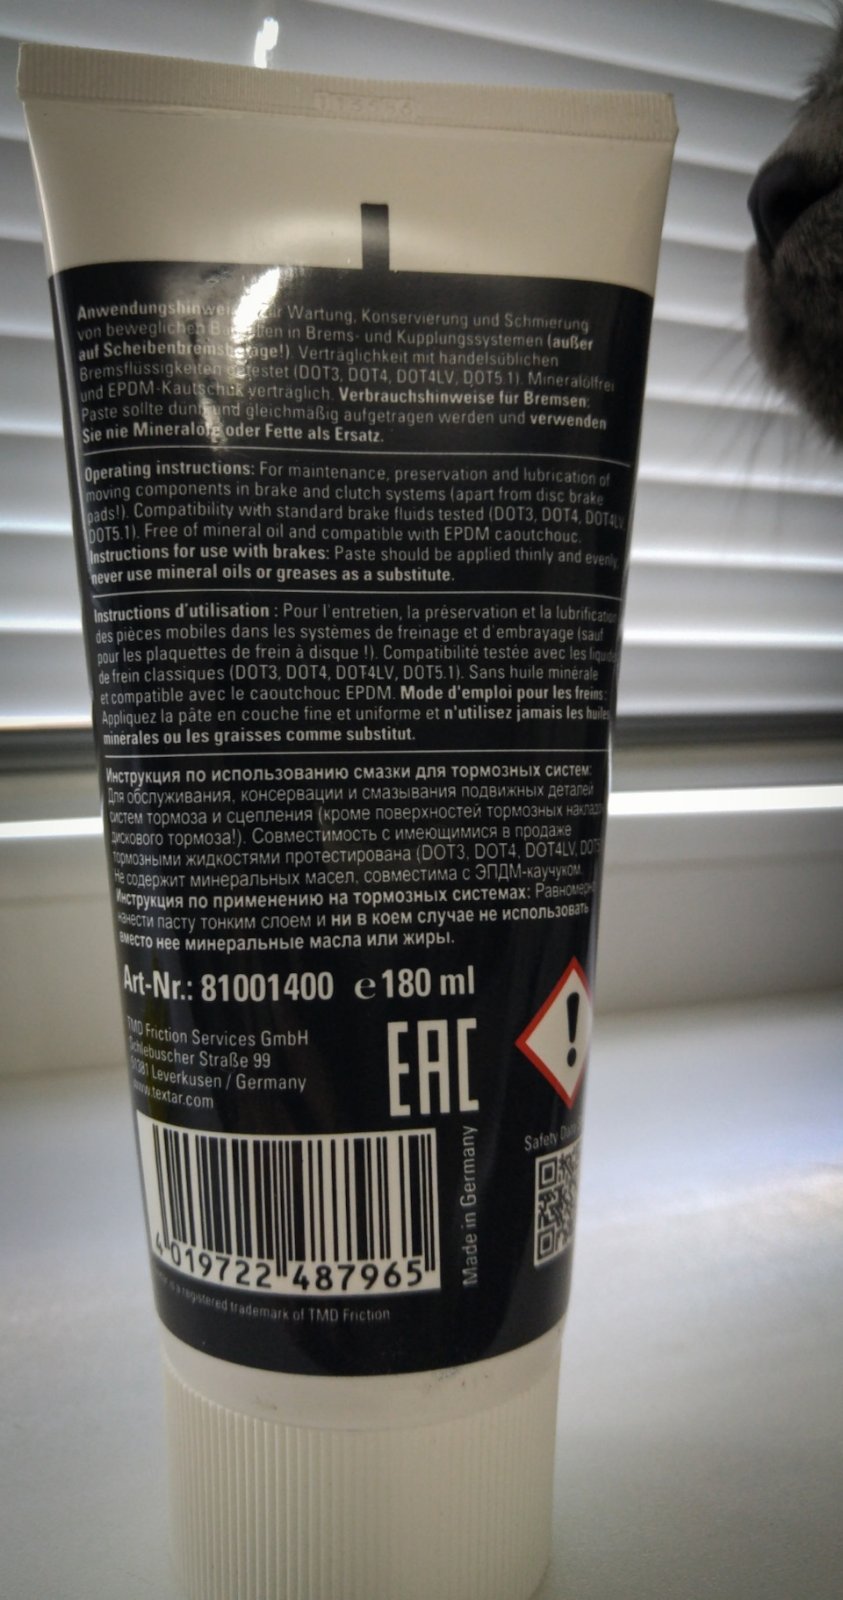 Wartung, Konservierung und Schmierung
von beweglichen in Brems- und Kupplungssystemen (außer
auf Verträglichkeit mit handelsüblichen
Bremsflüssigkeiten getestet (DOT3, DOT4, DOT4LV, DOT5.1). Mineralölfrei
und EPDM-Kautschuk verträglich. Verbrauchshinweise für Bremsen:
Paste sollte dünn und gleichmäßig aufgetragen werden und verwenden
Sie nie Mineralöle oder Fette als Ersatz.
Operating instructions: For maintenance, preservation and lubrication of
moving components in brake and clutch systems (apart from disc brake
pads!). Compatibility with standard brake fluids tested (DOT3, DOT4, DOT4LV,
DOT5.1). Free of mineral oil and compatible with EPDM caoutchouc.
Instructions for use with brakes: Paste should be applied thinly and evenly,
never use mineral oils or greases as a substitute.
Instructions d'utilisation : Pour l'entretien, la préservation et la lubrification
des pièces mobiles dans les systèmes de freinage et d'embrayage (sauf
pour les plaquettes de frein à disque !). Compatibilité testée avec les liquides
de frein classiques (DOT3, DOT4, DOT4LV, DOT5.1). Sans huile minérale
et compatible avec le caoutchouc EPDM. Mode d'emploi pour les freins:
Appliquez la pâte en couche fine et uniforme et n'utilisez jamais les huiles
minérales ou les graisses comme substitut.
Инструкция по использованию смазки для тормозных систем:
Для обслуживания, консервации и смазывания подвижных деталей
систем тормоза и сцепления (кроме поверхностей тормозных
дискового тормоза!). Совместимость с имеющимися в продаже
тормозными жидкостями протестирована (DOT3, DOT4, DOT4LV,
Не содержит минеральных масел, совместима с ЭПДМ-каучуком.
Инструкция по применению на тормозных системах:
нанести пасту тонким слоем и ни в коем случае не использовать
вместо нее минеральные масла или жиры.
Art-Nr.: 81001400 e 180 ml
TMD Friction Services GmbH
Schlebuscher Straße 99
51381 Leverkusen / Germany
www.textar.com
EAC
Made in Germany
Safety
4 019722 487965
is a registered trademark of TMD Friction